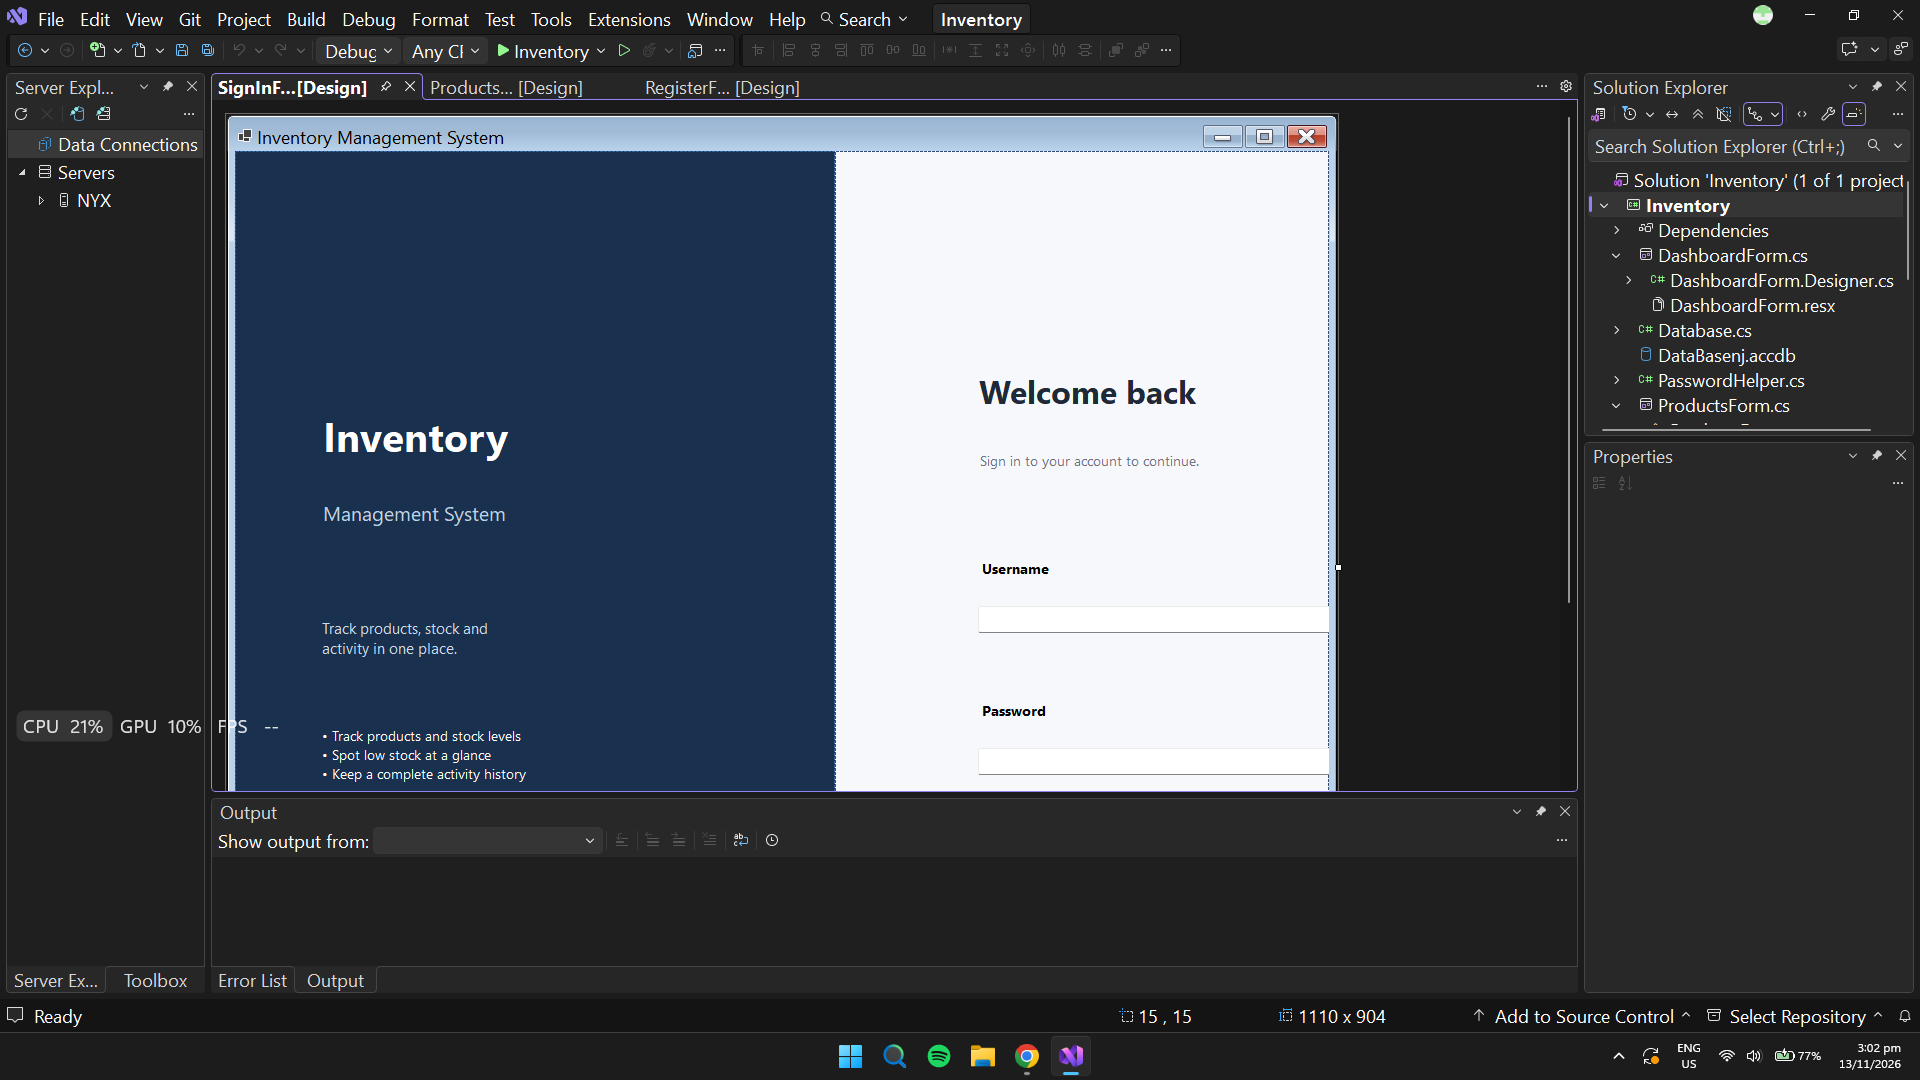 File Edit View Git Project Build Debug Format Test Tools Extensions Window Help Search Inventory
Debug Any CI Inventory
Server Expl...
SignInF...[Design] Products... [Design] RegisterF... [Design]
Solution Explorer
Data Connections
Servers
NYX
Inventory Management System
Inventory
Management System
Track products, stock and
activity in one place.
• Track products and stock levels
• Spot low stock at a glance
• Keep a complete activity history
Welcome back
Sign in to your account to continue.
Username
Password
Search Solution Explorer (Ctrl+;)
Solution 'Inventory' (1 of 1 project
Inventory
Dependencies
DashboardForm.cs
C# DashboardForm.Designer.cs
DashboardForm.resx
C# Database.cs
DataBasenj.accdb
C# PasswordHelper.cs
ProductsForm.cs
Properties
CPU 21% GPU 10% FPS --
Output
Show output from:
Server Ex... Toolbox Error List Output
Ready 15 , 15 1110 x 904 Add to Source Control Select Repository
ENG
US
77%
3:02 pm
13/11/2026